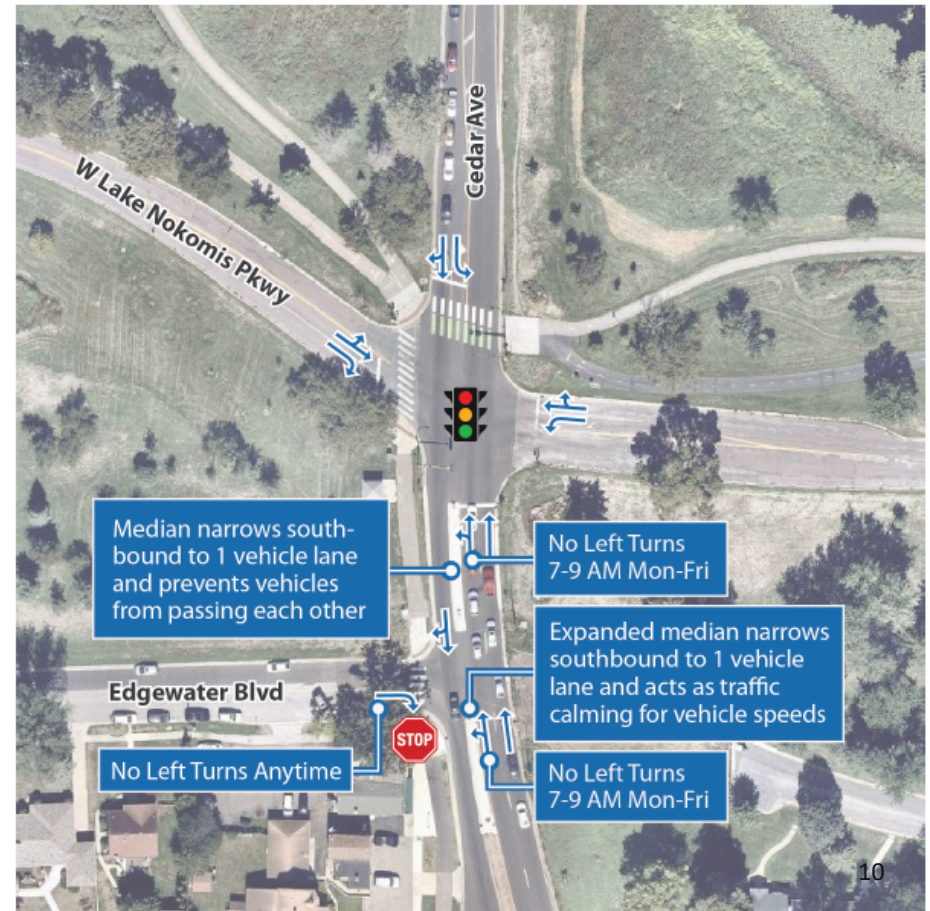 Cedar Ave
W Lake Nokomis Pkwy
Median narrows south-
bound to 1 vehicle lane
and prevents vehicles
from passing each other
No Left Turns
7-9 AM Mon-Fri
Expanded median narrows
southbound to 1 vehicle
lane and acts as traffic
calming for vehicle speeds
Edgewater Blvd
STOP
No Left Turns Anytime
No Left Turns
7-9 AM Mon-Fri
10